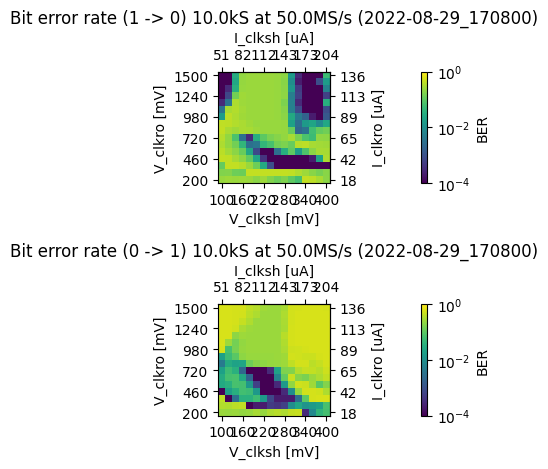 Bit error rate (1 -> 0) 10.0kS at 50.0MS/s (2022-08-29_170800)
I_clksh [uA]
51 82 112 143 173 204
V_clkro [mV]
1500
1240
980
720
460
200
136
113
89
65
42
18
I_clkro [uA]
10^0
10^-2
10^-4
BER
100 160 220 280 340 400
V_clksh [mV]
Bit error rate (0 -> 1) 10.0kS at 50.0MS/s (2022-08-29_170800)
I_clksh [uA]
51 82 112 143 173 204
V_clkro [mV]
1500
1240
980
720
460
200
136
113
89
65
42
18
I_clkro [uA]
10^0
10^-2
10^-4
BER
100 160 220 280 340 400
V_clksh [mV]